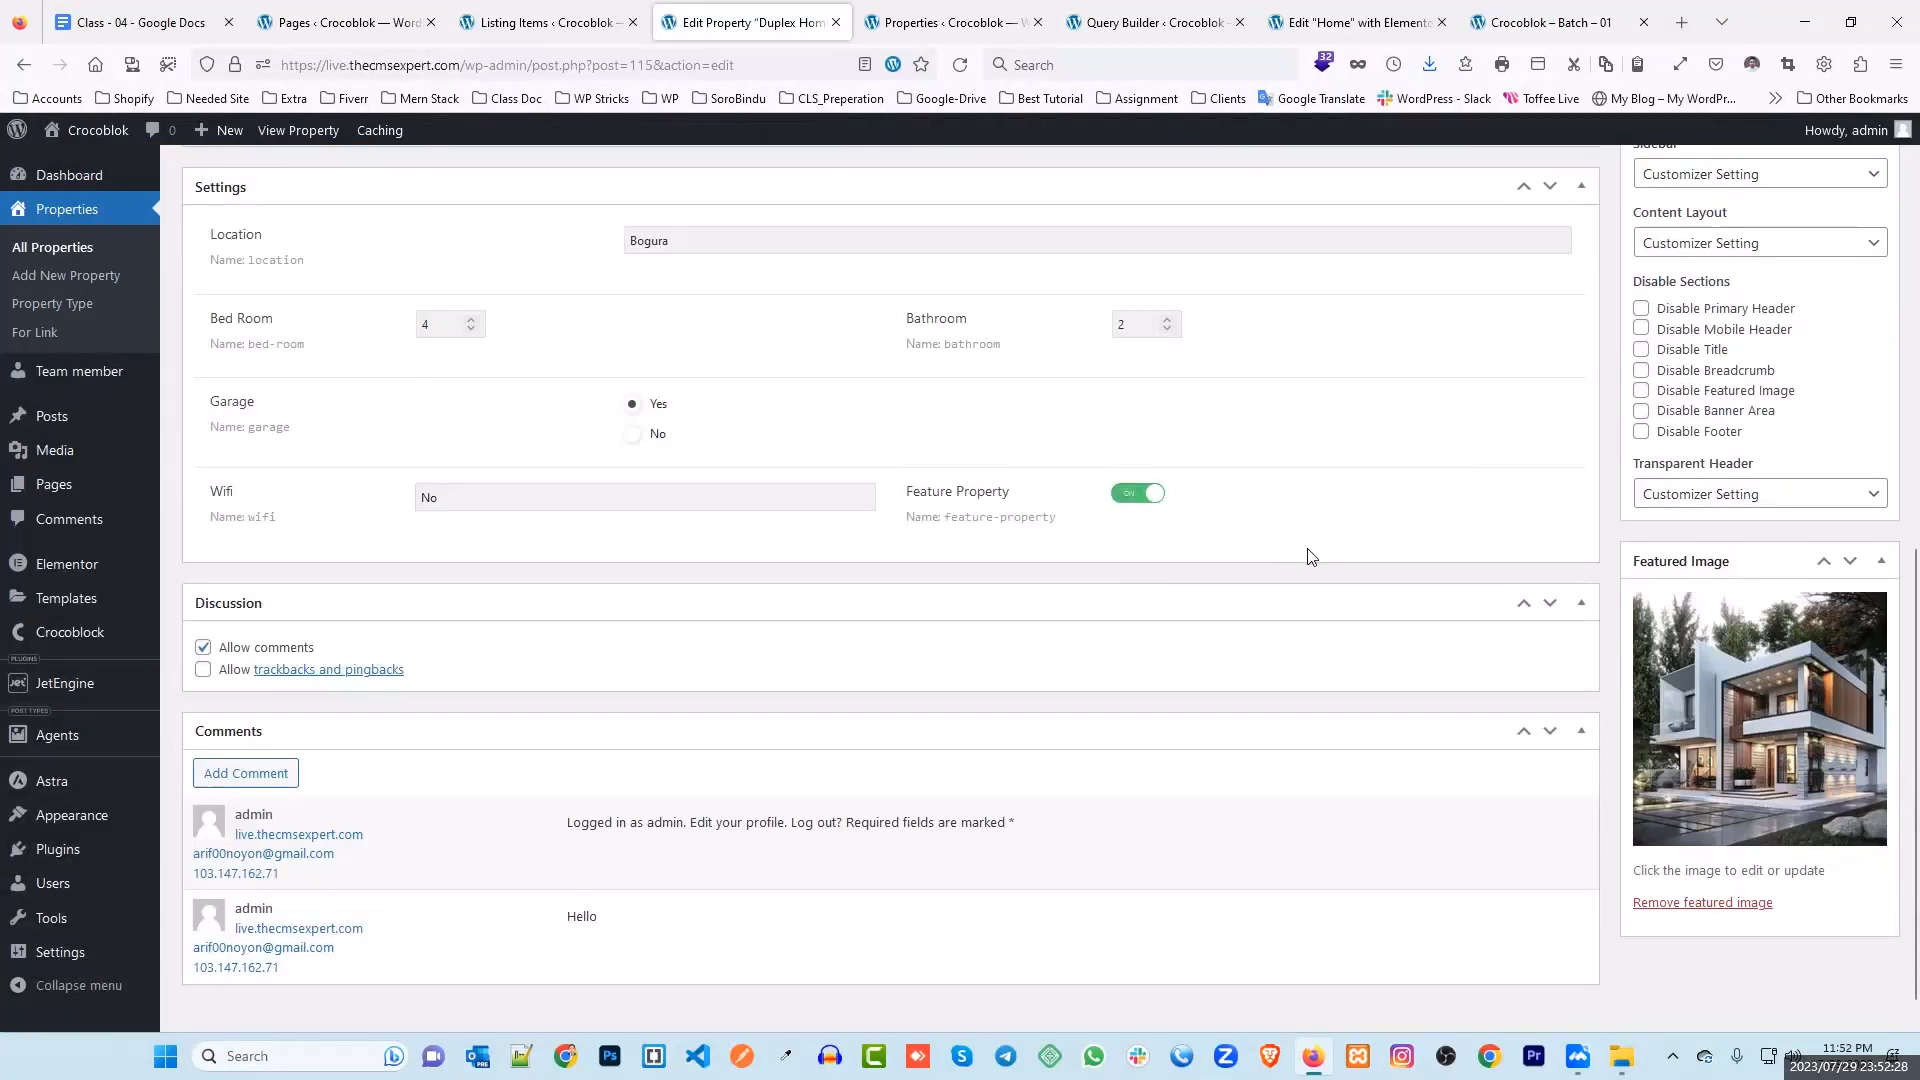 Class - 04 - Google Docs
Pages ‹ Crocoblok — Word
Listing Items ‹ Crocoblok —
Edit Property "Duplex Hom
Properties ‹ Crocoblok — W
Query Builder ‹ Crocoblok
Edit "Home" with Elemente
Crocoblok – Batch – 01
https://live.thecmsexpert.com/wp-admin/post.php?post=115&action=edit
Search
32
Accounts
Shopify
Needed Site
Extra
Fiverr
Mern Stack
Class Doc
WP Stricks
WP
SoroBindu
CLS_Preperation
Google-Drive
Best Tutorial
Assignment
Clients
Google Translate
WordPress - Slack
Toffee Live
My Blog – My WordPr...
Other Bookmarks
Crocoblok
0
New
View Property
Caching
Howdy, admin
Dashboard
Properties
All Properties
Add New Property
Property Type
For Link
Team member
Posts
Media
Pages
Comments
Elementor
Templates
Crocoblock
PLUGINS
JetEngine
POST TYPES
Agents
Astra
Appearance
Plugins
Users
Tools
Settings
Collapse menu
Settings
Location
Name: location
Bogura
Bed Room
Name: bed-room
4
Bathroom
Name: bathroom
2
Garage
Name: garage
Yes
No
Wifi
Name: wifi
No
Feature Property
Name: feature-property
ON
Discussion
Allow comments
Allow trackbacks and pingbacks
Comments
Add Comment
admin
live.thecmsexpert.com
arif00noyon@gmail.com
103.147.162.71
Logged in as admin. Edit your profile. Log out? Required fields are marked *
admin
live.thecmsexpert.com
arif00noyon@gmail.com
103.147.162.71
Hello
Sidebar
Customizer Setting
Content Layout
Customizer Setting
Disable Sections
Disable Primary Header
Disable Mobile Header
Disable Title
Disable Breadcrumb
Disable Featured Image
Disable Banner Area
Disable Footer
Transparent Header
Customizer Setting
Featured Image
Click the image to edit or update
Remove featured image
Search
11:52 PM
2023/07/29 23:52:28